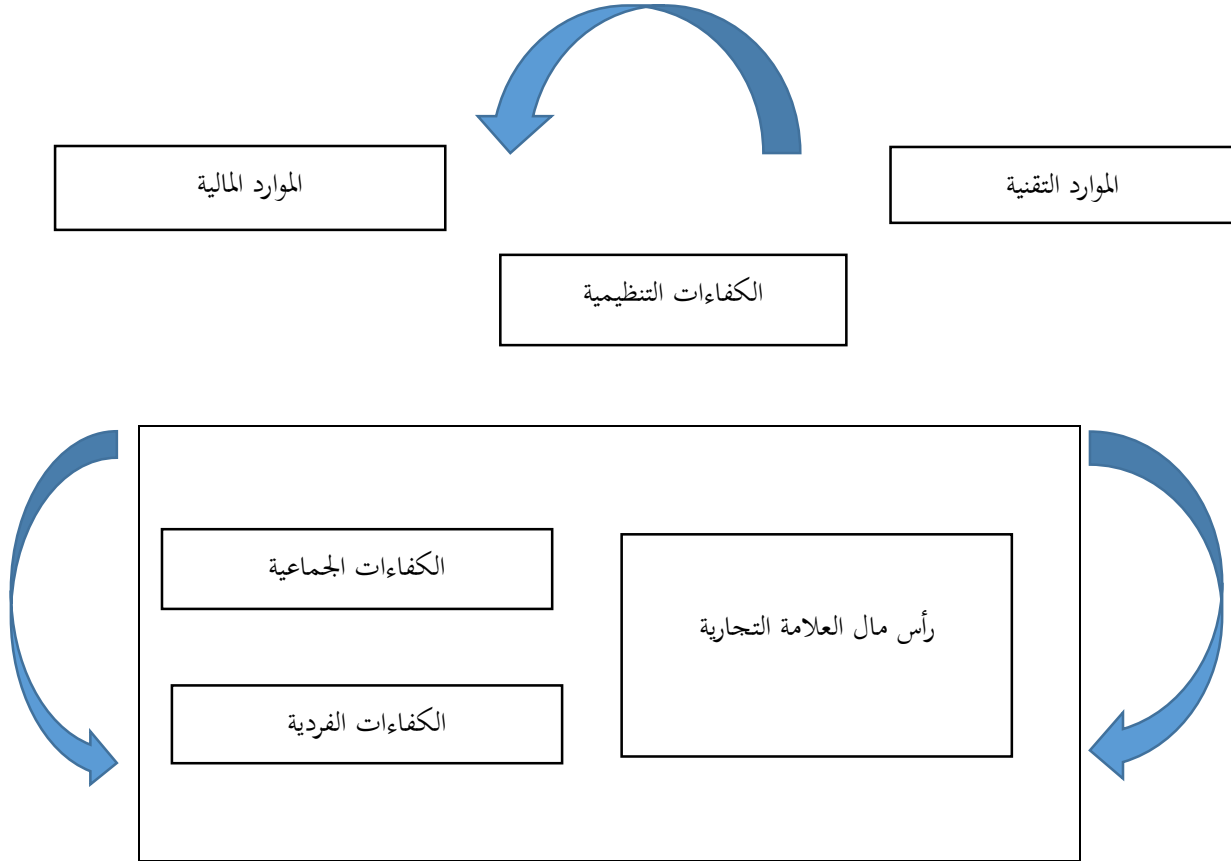 الموارد التقنية
الموارد المالية
الكفاءات التنظيمية
الكفاءات الجماعية
رأس مال العلامة التجارية
الكفاءات الفردية